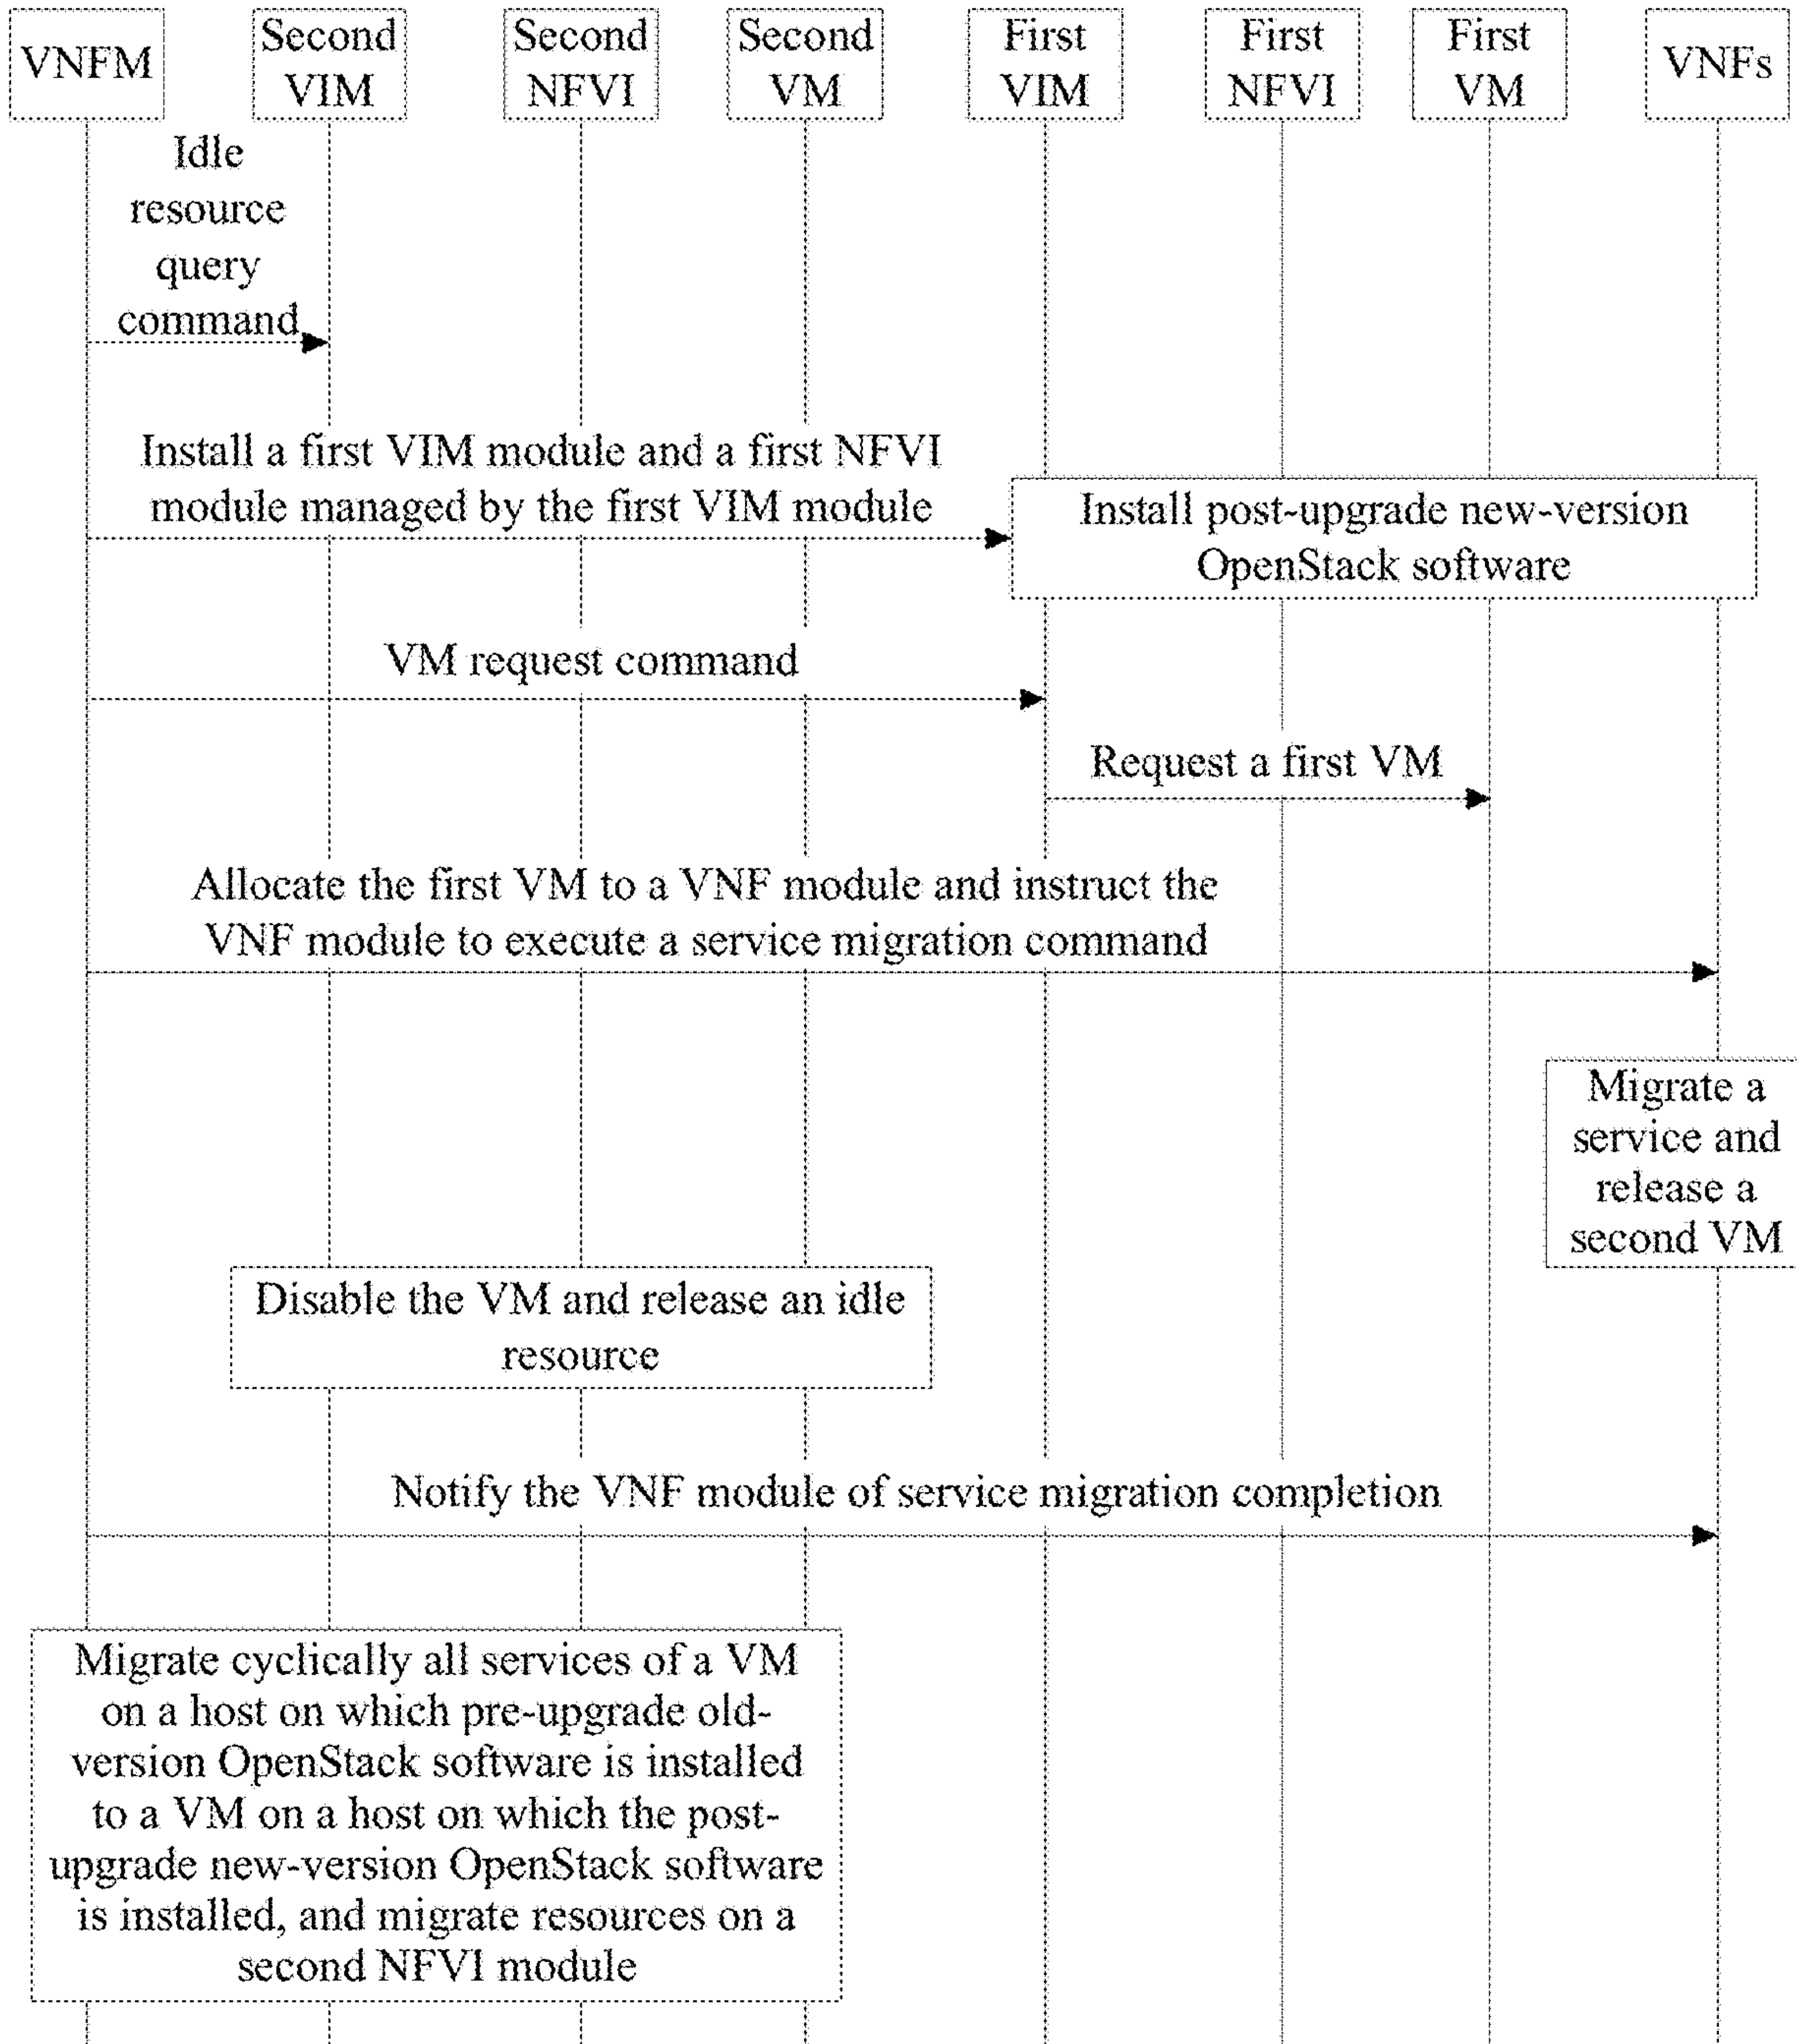 VNFM
Second
VIM
Second
NFVI
Second
VM
First
VIM
First
NFVI
First
VM
VNFs
Idle
resource
query
command
Install a first VIM module and a first NFVI
module managed by the first VIM module
Install post-upgrade new-version
OpenStack software
VM request command
Request a first VM
Allocate the first VM to a VNF module and instruct the
VNF module to execute a service migration command
Migrate a
service and
release a
second VM
Disable the VM and release an idle
resource
Notify the VNF module of service migration completion
Migrate cyclically all services of a VM
on a host on which pre-upgrade old-
version OpenStack software is installed
to a VM on a host on which the post-
upgrade new-version OpenStack software
is installed, and migrate resources on a
second NFVI module